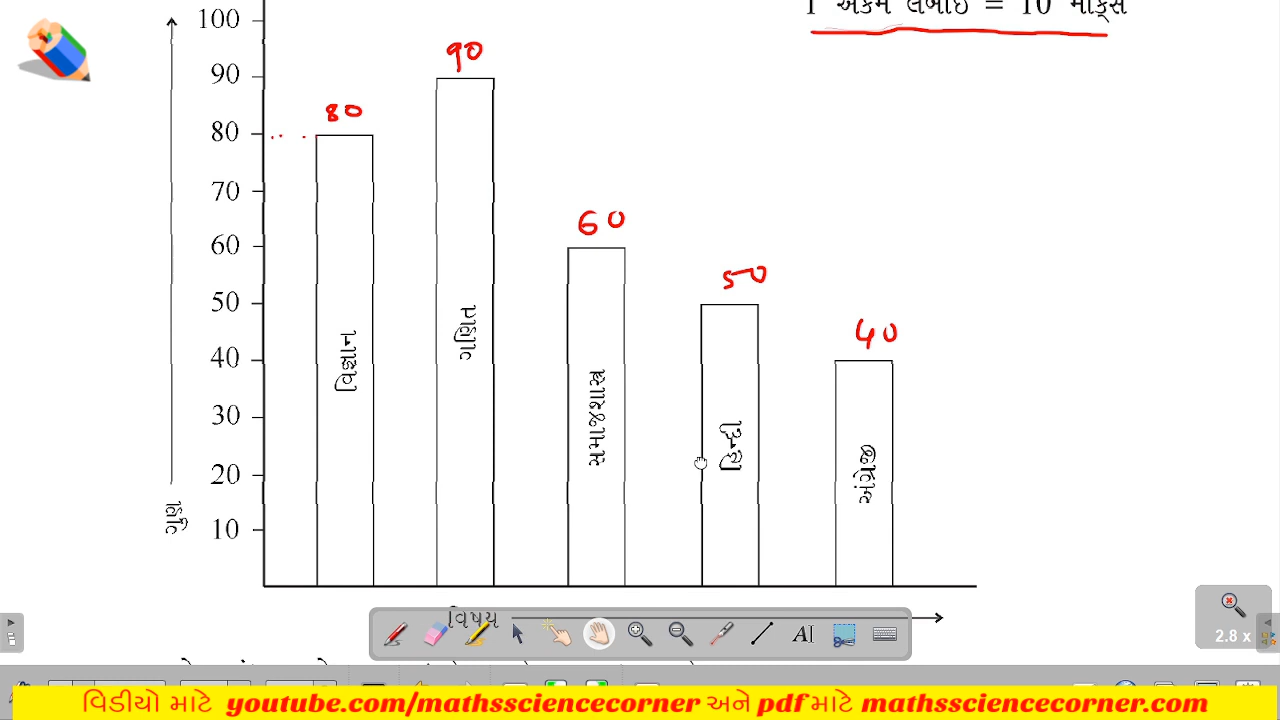 1 એકમ લંબાઈ = 10 માર્ક્સ
100
90
90
80
80
70
60
60
50
50
40
40
30
20
10
વિજ્ઞાન
ગણિત
સમાજશાસ્ત્ર
હિન્દી
અંગ્રેજી
ગુણ
વિષય
AI
2.8 x
વિડીયો માટે youtube.com/mathssciencecorner અને pdf માટે mathssciencecorner.com